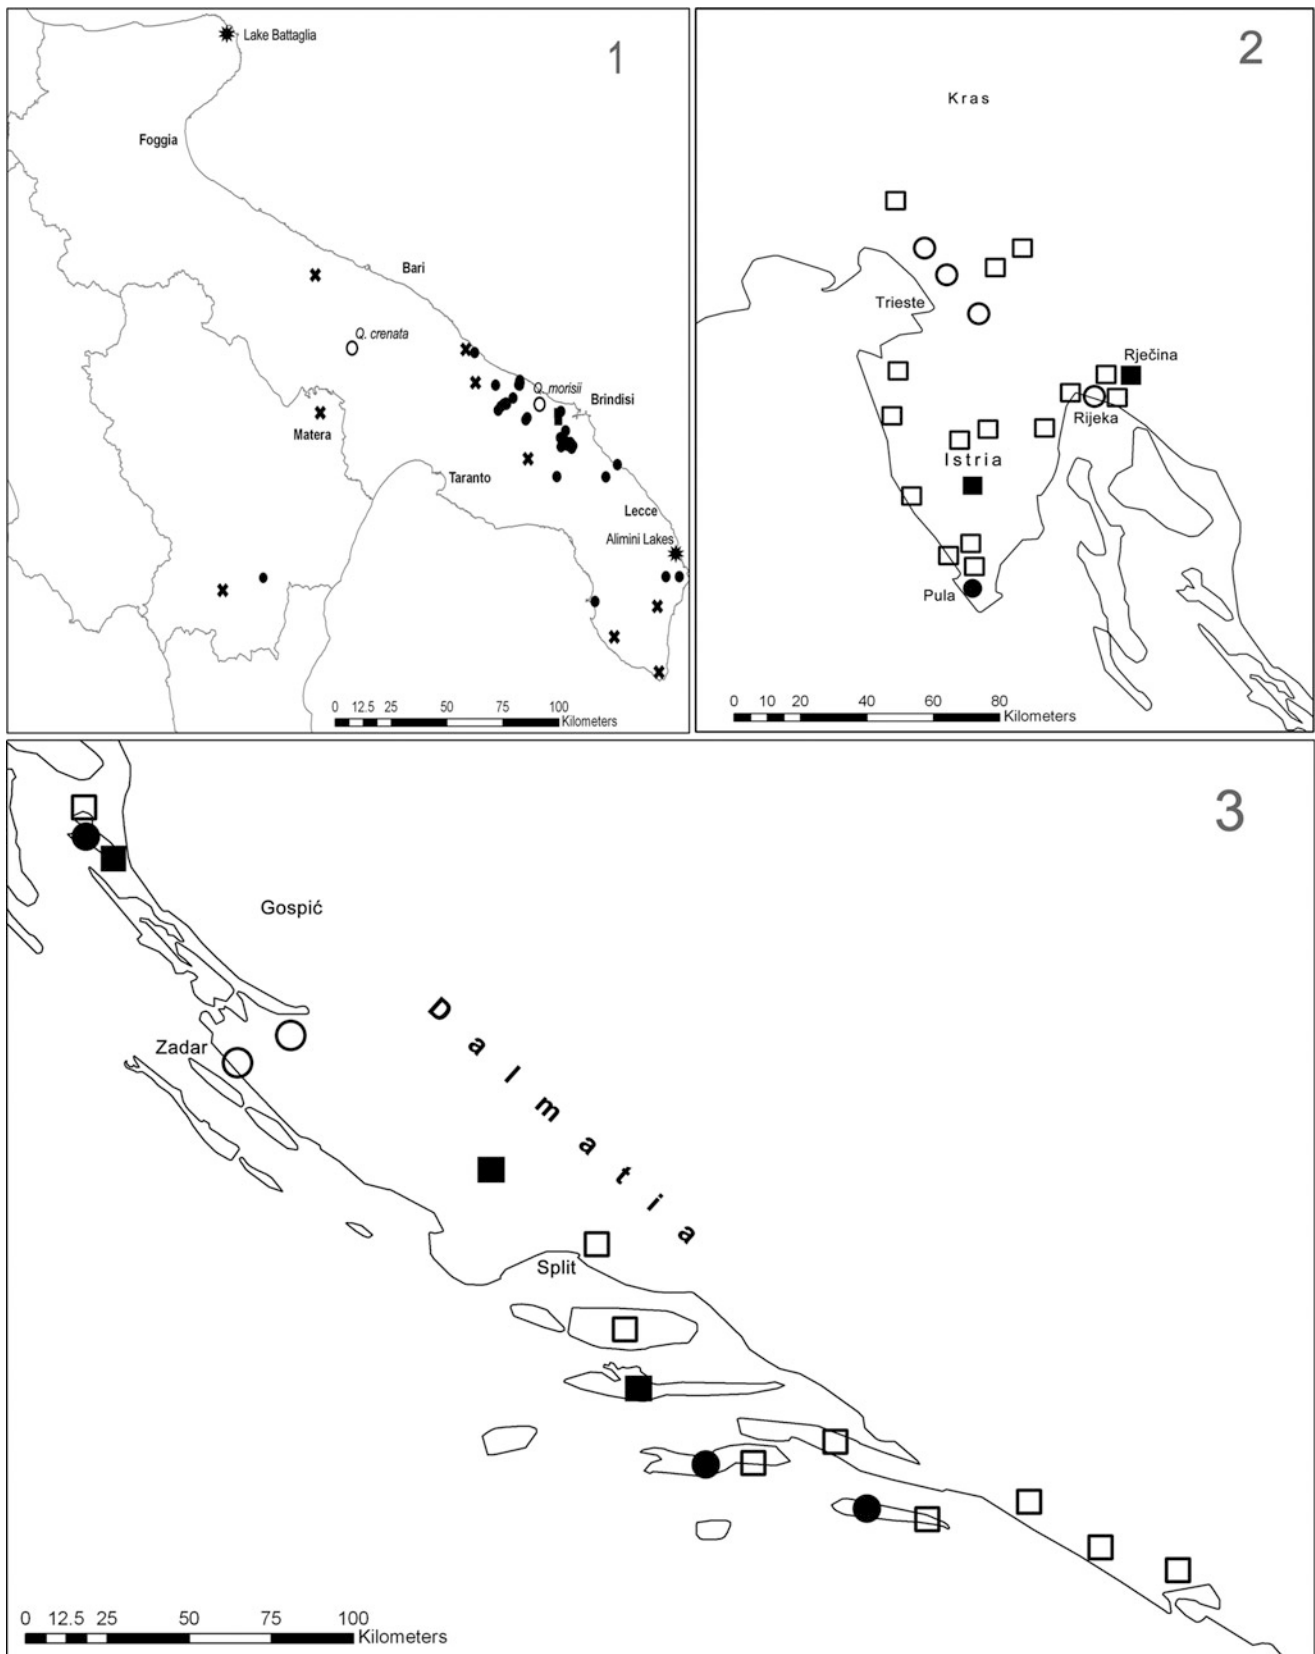 1
Lake Battaglia
Foggia
Bari
Q. crenata
Q. morisii
Brindisi
Matera
Taranto
Lecce
Alimini Lakes
0 12.5 25 50 75 100
Kilometers
2
Kras
Trieste
Rječina
Rijeka
Istria
Pula
0 10 20 40 60 80
Kilometers
3
Gospić
Zadar
Dalmatia
Split
0 12.5 25 50 75 100
Kilometers